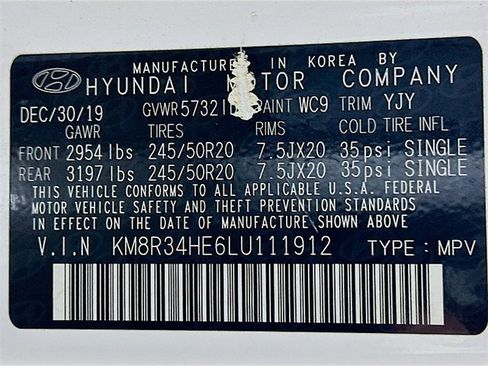 MANUFACTURED IN KOREA BY
HYUNDAI MOTOR COMPANY
DEC/30/19 GVWR 5732 PAINT WC9 TRIM YJY
GAWR TIRES RIMS COLD TIRE INFL
FRONT 2954 lbs 245/50R20 7.5JX20 35psi SINGLE
REAR 3197 lbs 245/50R20 7.5JX20 35psi SINGLE
THIS VEHICLE CONFORMS TO ALL APPLICABLE U.S.A. FEDERAL
MOTOR VEHICLE SAFETY AND THEFT PREVENTION STANDARDS
IN EFFECT ON THE DATE OF MANUFACTURE SHOWN ABOVE
V.I.N KM8R34HE6LU111912 TYPE : MPV